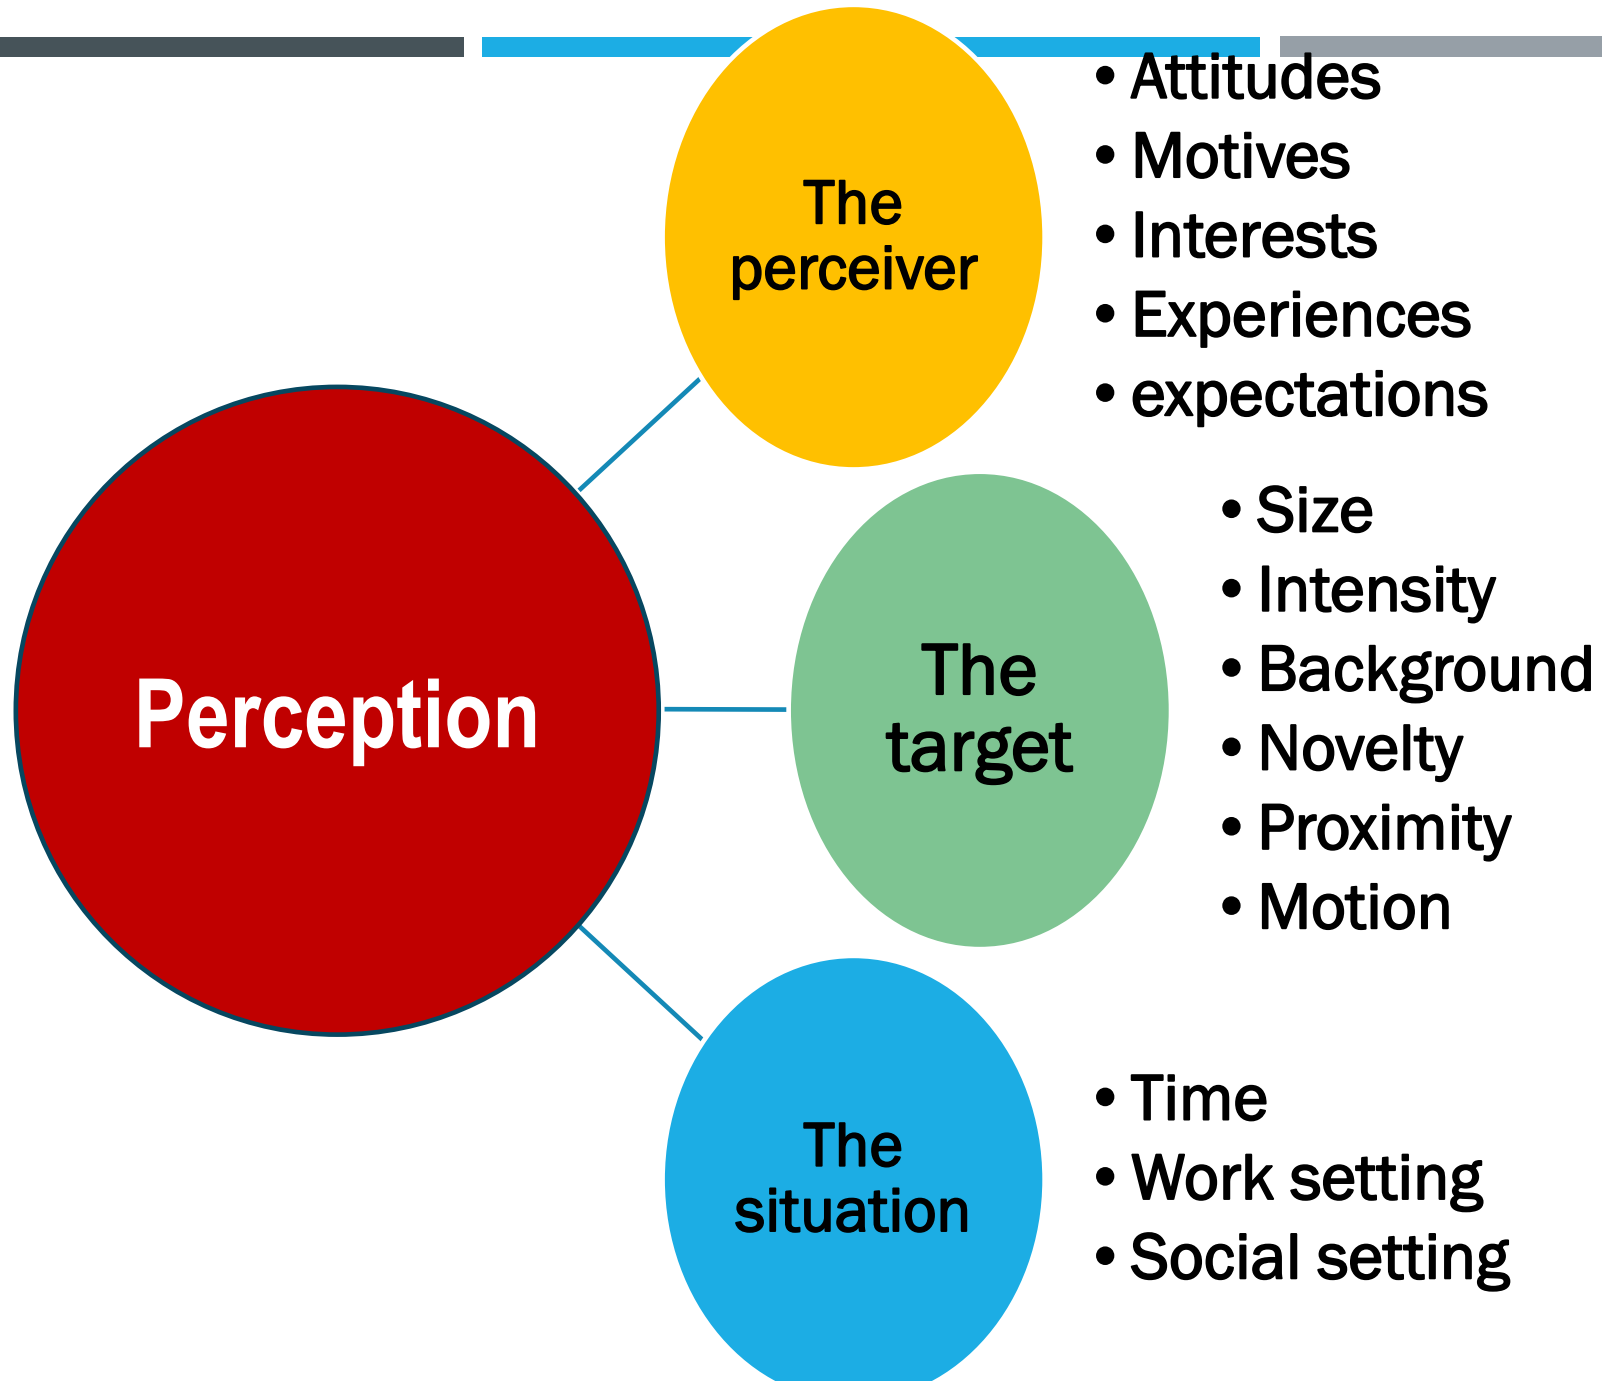 Perception
The
perceiver
• Attitudes
• Motives
• Interests
• Experiences
• expectations
The
target
• Size
• Intensity
• Background
• Novelty
• Proximity
• Motion
The
situation
• Time
• Work setting
• Social setting